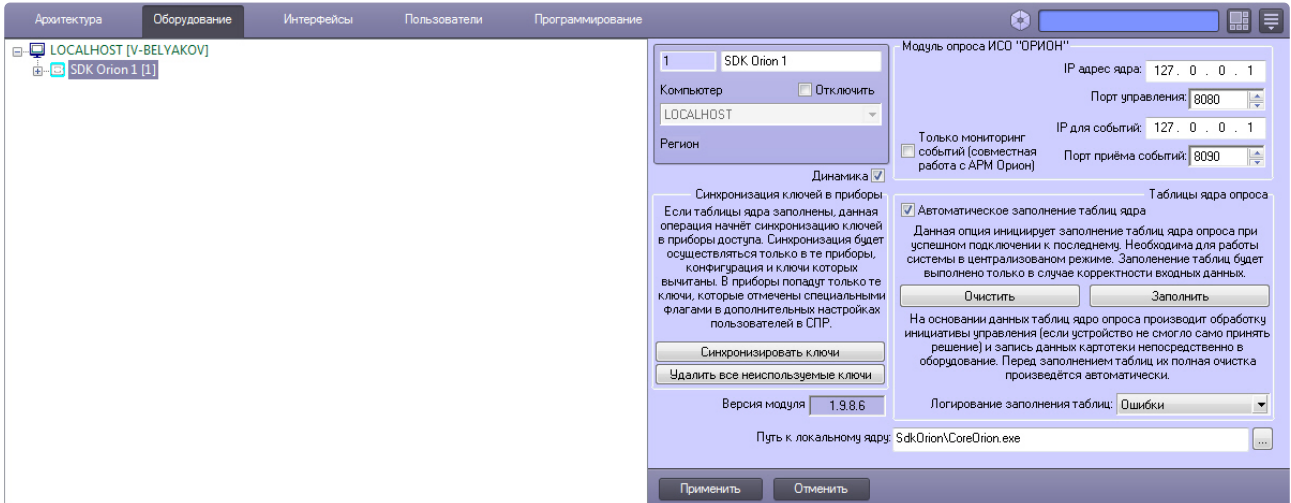 Архитектура Оборудование Интерфейсы Пользователи Программирование
LOCALHOST [V-BELYAKOV]
SDK Orion 1 [1]
1 SDK Orion 1
Компьютер Отключить
LOCALHOST
Регион
Динамика
Синхронизация ключей в приборы
Если таблицы ядра заполнены, данная
операция начнёт синхронизацию ключей
в приборы доступа. Синхронизация будет
осуществляться только в те приборы,
конфигурация и ключи которых
вычитаны. В приборы попадут только те
ключи, которые отмечены специальными
флагами в дополнительных настройках
пользователей в СПР.
Синхронизировать ключи
Удалить все неиспользуемые ключи
Версия модуля 1.9.8.6
Модуль опроса ИСО "ОРИОН"
IP адрес ядра: 127 . 0 . 0 . 1
Порт управления: 8080
IP для событий: 127 . 0 . 0 . 1
Порт приёма событий: 8090
Только мониторинг
событий (совместная
работа с АРМ Орион)
Таблицы ядра опроса
Автоматическое заполнение таблиц ядра
Данная опция инициирует заполнение таблиц ядра опроса при
успешном подключении к последнему. Необходима для работы
системы в централизованом режиме. Заполенение таблиц будет
выполнено только в случае корректности входных данных.
Очистить Заполнить
На основании данных таблиц ядро опроса производит обработку
инициативы управления (если устройство не смогло само принять
решение) и запись данных картотеки непосредственно в
оборудование. Перед заполнением таблиц их полная очистка
произведётся автоматически.
Логирование заполнения таблиц: Ошибки
Путь к локальному ядру: SdkOrion\CoreOrion.exe ...
Применить Отменить